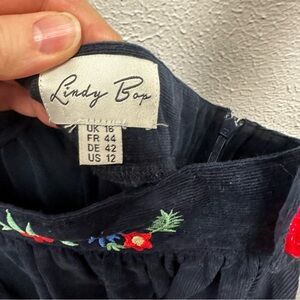 Lindy Bop
UK 16
FR 44
DE 42
US 12